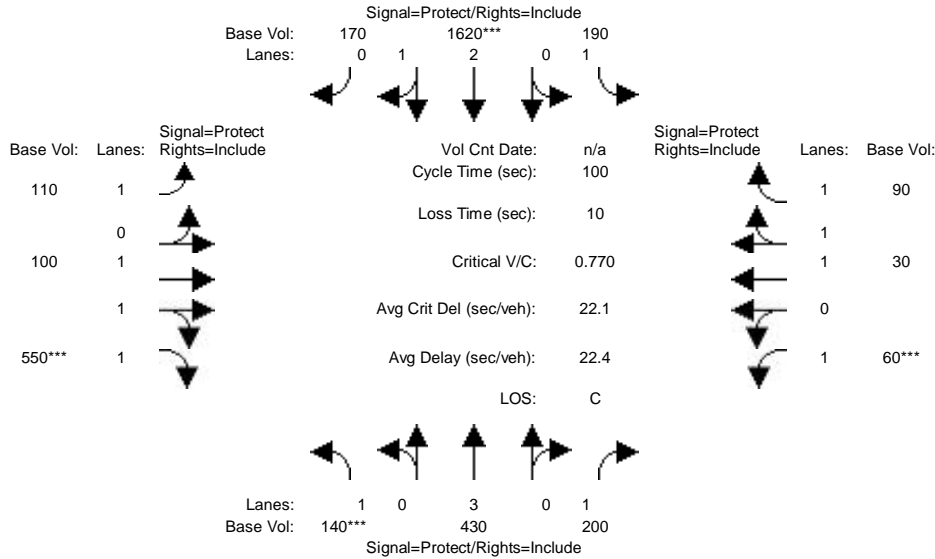 Signal=Protect/Rights=Include
Base Vol: 170 1620*** 190
Lanes: 0 1 2 0 1
Signal=Protect
Rights=Include
Base Vol: Lanes:
Vol Cnt Date: n/a
Signal=Protect
Rights=Include
Lanes: Base Vol:
Cycle Time (sec): 100
110 1
1 90
Loss Time (sec): 10
0
1
100 1
Critical V/C: 0.770
1 30
1
Avg Crit Del (sec/veh): 22.1
0
550*** 1
Avg Delay (sec/veh): 22.4
1 60***
LOS: C
Lanes: 1 0 3 0 1
Base Vol: 140*** 430 200
Signal=Protect/Rights=Include